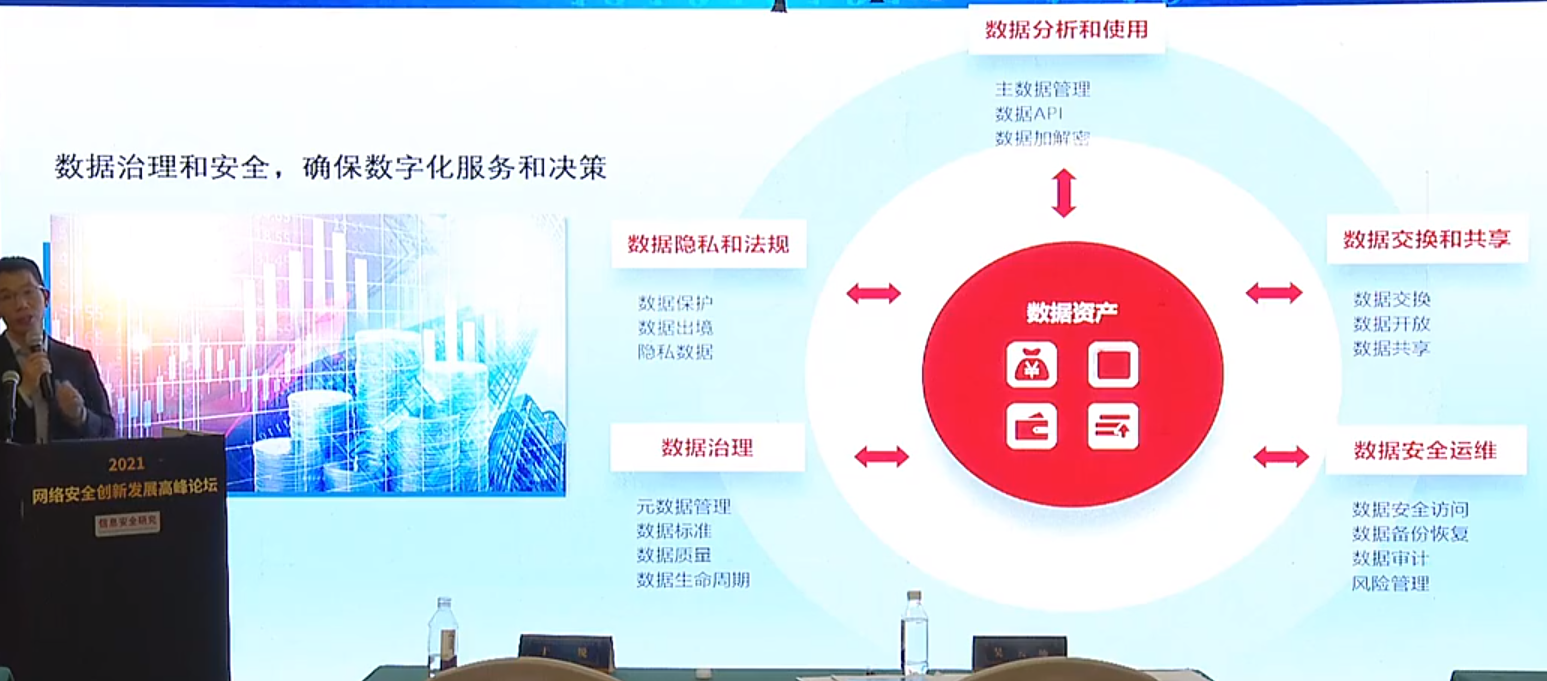 数据分析和使用
主数据管理
数据API
数据加解密
数据治理和安全，确保数字化服务和决策
数据隐私和法规
数据保护
数据出境
隐私数据
数据交换和共享
数据交换
数据开放
数据共享
数据资产
¥
数据治理
元数据管理
数据标准
数据质量
数据生命周期
数据安全运维
数据安全访问
数据备份恢复
数据审计
风险管理
2021
网络安全创新发展高峰论坛
信息安全研究